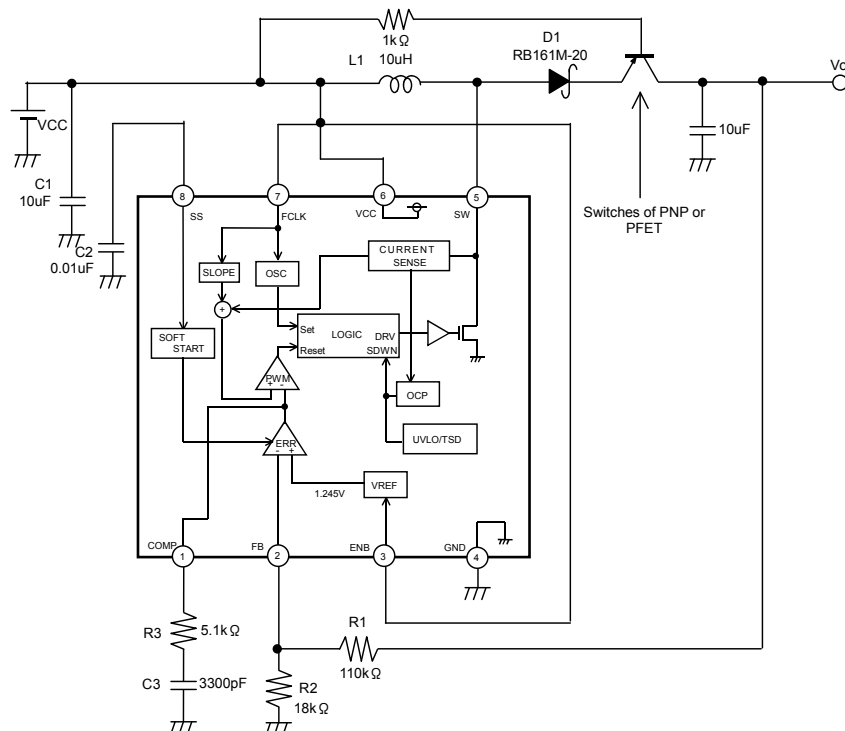 1kΩ
L1
10uH
D1
RB161M-20
VCC
10uF
C1
10uF
C2
0.01uF
Switches of PNP or
PFET
8
SS
7
FCLK
6
VCC
5
SW
CURRENT
SENSE
SLOPE
OSC
+
SOFT
START
Set
LOGIC
DRV
SDWN
Reset
PWM
+ -
OCP
ERR
- +
UVLO/TSD
1.245V
VREF
COMP
1
FB
2
ENB
3
GND
4
R3
5.1kΩ
C3
3300pF
R1
110kΩ
R2
18kΩ